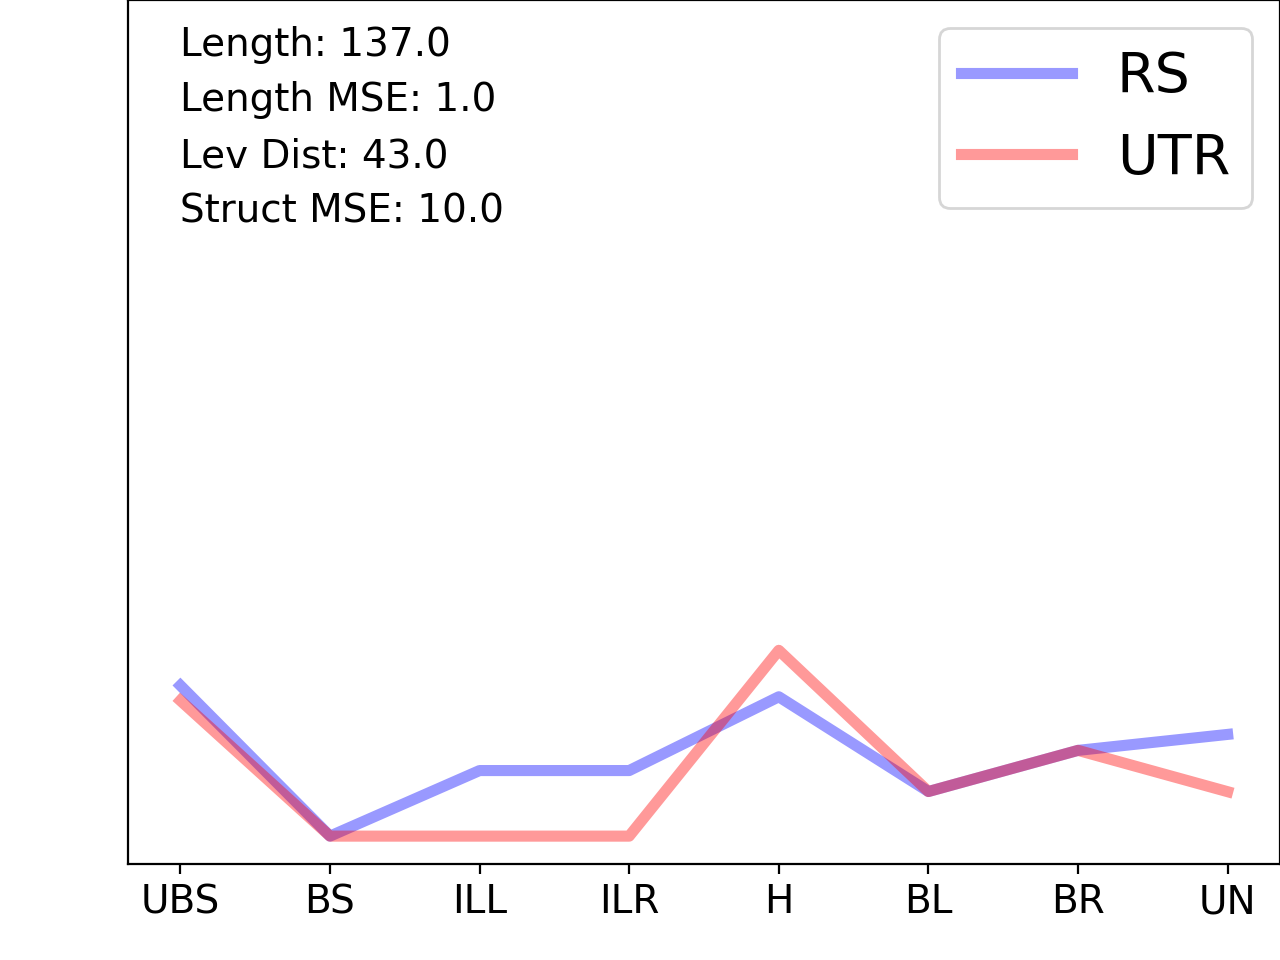 Length: 137.0
Length MSE: 1.0
Lev Dist: 43.0
Struct MSE: 10.0
RS
UTR
UBS BS ILL ILR H BL BR UN